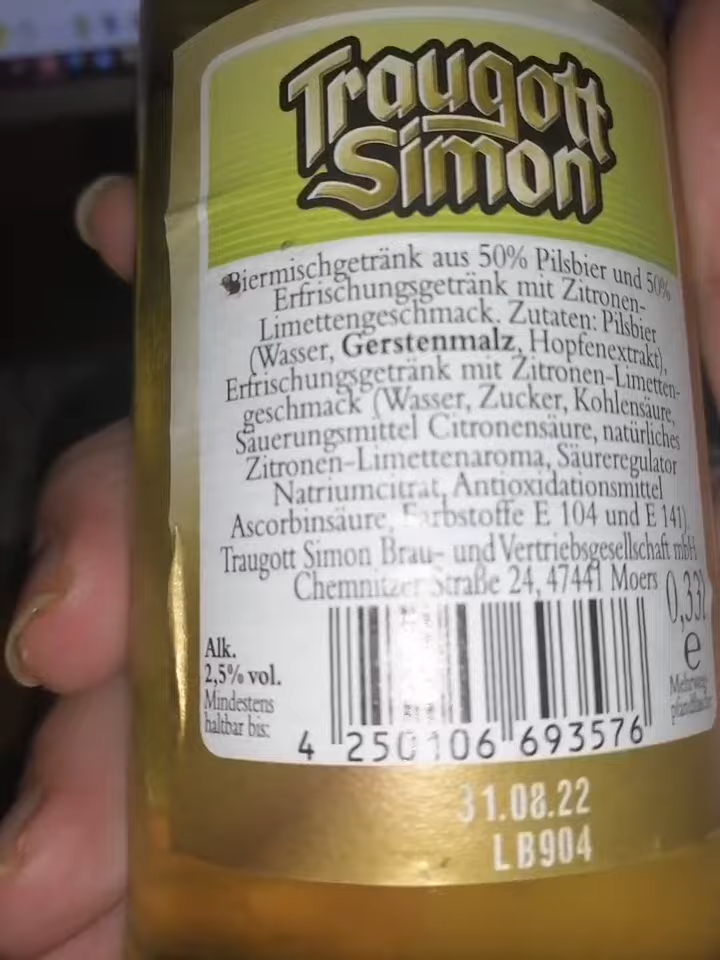 Traugott
Simon
Biermischgetränk aus 50% Pilsbier und 50%
Erfrischungsgetränk mit Zitronen-
Limettengeschmack. Zutaten: Pilsbier
(Wasser, Gerstenmalz, Hopfenextrakt),
Erfrischungsgetränk mit Zitronen-Limetten-
geschmack (Wasser, Zucker, Kohlensäure,
Säuerungsmittel Citronensäure, natürliches
Zitronen-Limettenaroma, Säureregulator
Natriumcitrat, Antioxidationsmittel
Ascorbinsäure, Farbstoffe E 104 und E 141).
Traugott Simon Brau- und Vertriebsgesellschaft mbH
Chemnitzer Straße 24, 47441 Moers
0,33l
e
Alk.
2,5% vol.
Mindestens
haltbar bis:
4 250106 693576
31.08.22
LB904